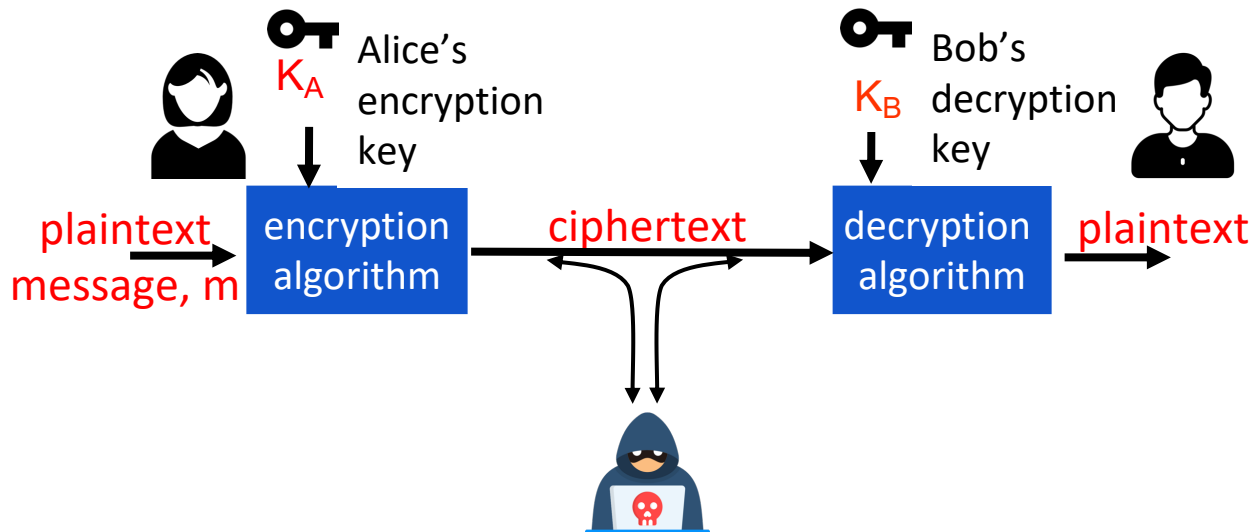 K_A
Alice’s
encryption
key
K_B
Bob’s
decryption
key
plaintext
message, m
encryption
algorithm
ciphertext
decryption
algorithm
plaintext